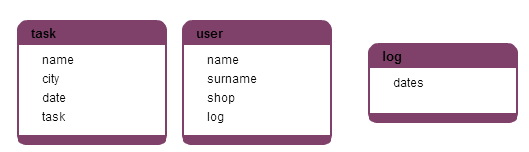 task
name
city
date
task
user
name
surname
shop
log
log
dates